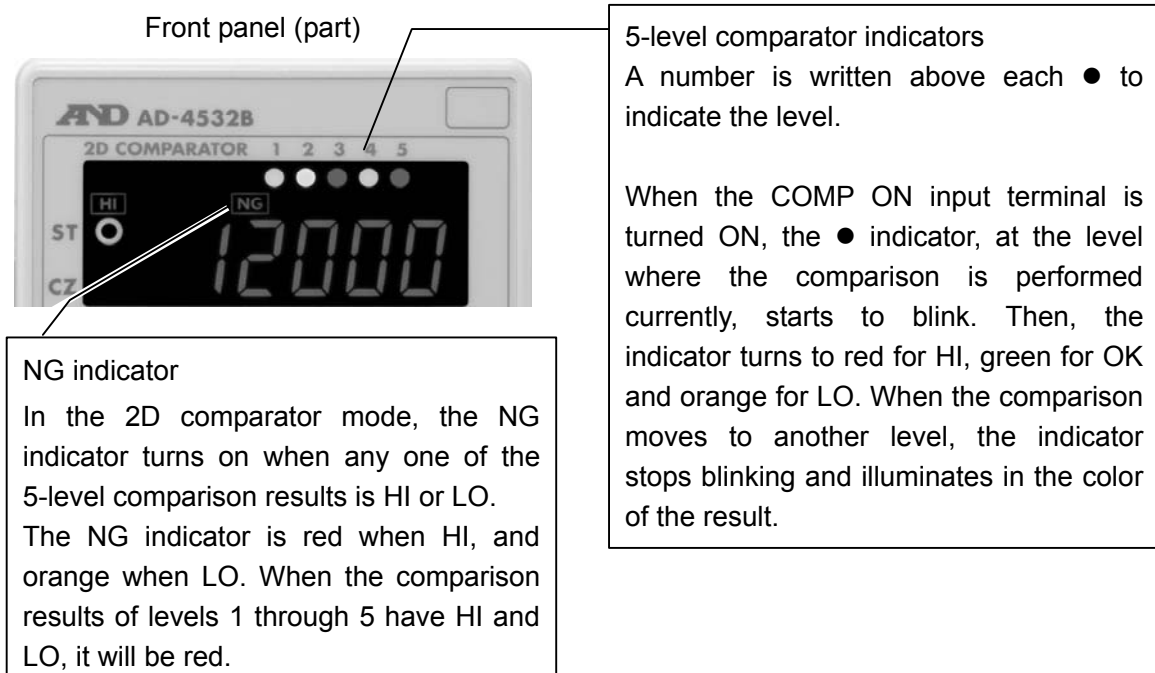 Front panel (part)
AND AD-4532B
2D COMPARATOR 1 2 3 4 5
HI
NG
ST
12000
CZ
5-level comparator indicators
A number is written above each ● to
indicate the level.
When the COMP ON input terminal is
turned ON, the ● indicator, at the level
where the comparison is performed
currently, starts to blink. Then, the
indicator turns to red for HI, green for OK
and orange for LO. When the comparison
moves to another level, the indicator
stops blinking and illuminates in the color
of the result.
NG indicator
In the 2D comparator mode, the NG
indicator turns on when any one of the
5-level comparison results is HI or LO.
The NG indicator is red when HI, and
orange when LO. When the comparison
results of levels 1 through 5 have HI and
LO, it will be red.